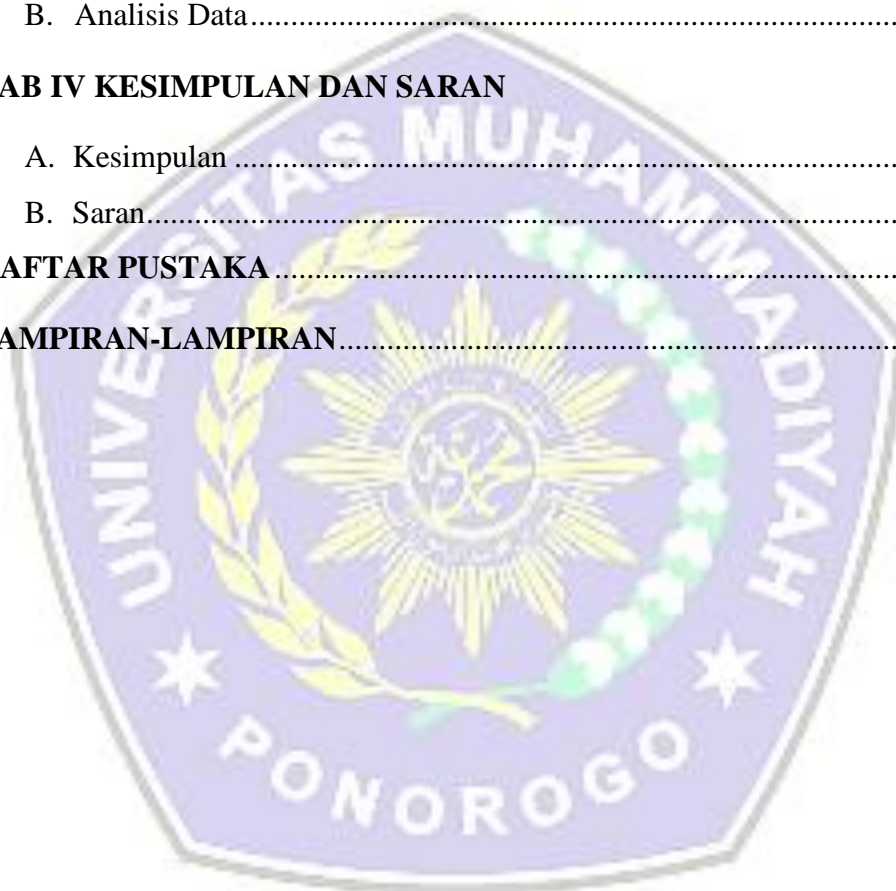 B. Analisis Data.......................................................................................
AB IV KESIMPULAN DAN SARAN
A. Kesimpulan .........................................................................................
B. Saran....................................................................................................
AFTAR PUSTAKA ...................................................................................
AMPIRAN-LAMPIRAN..........................................................................
UNIVERSITAS MUHAMMADIYAH
PONOROGO